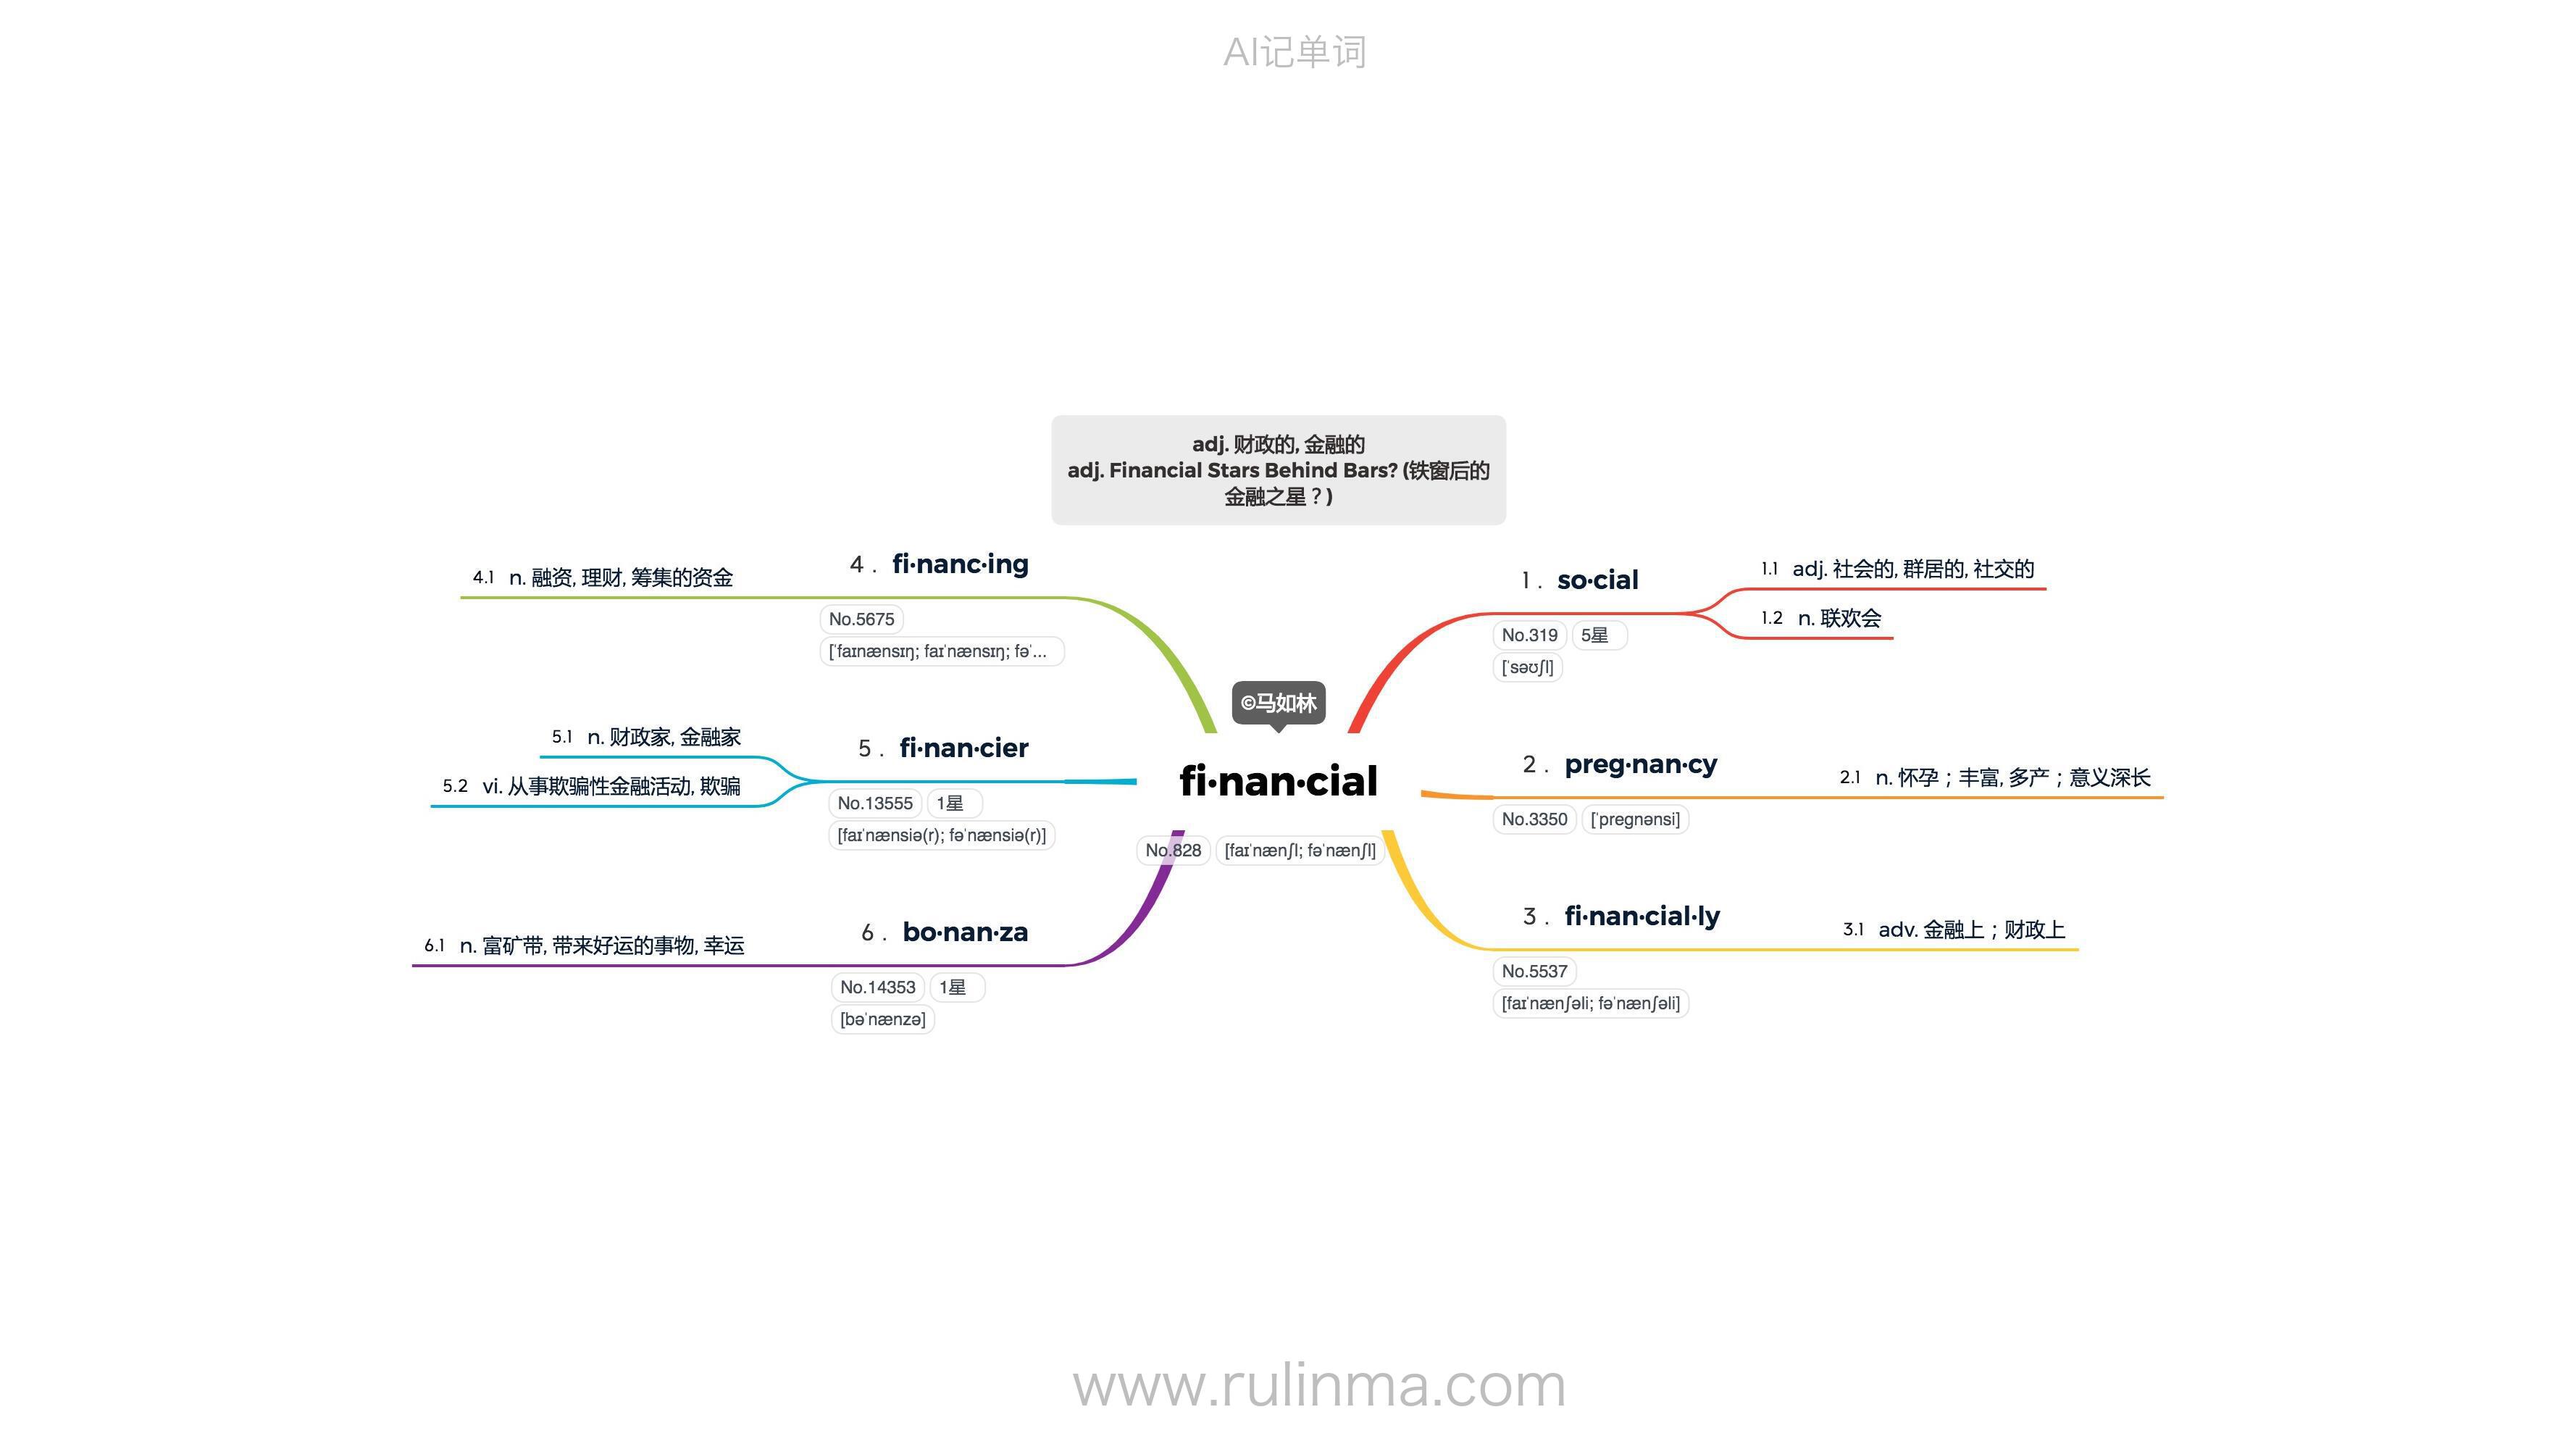 AI记单词
adj. 财政的, 金融的
adj. Financial Stars Behind Bars? (铁窗后的
金融之星？)
©马如林
fi·nan·cial
No.828 [faɪˈnænʃl; fəˈnænʃl]
1 . so·cial
No.319 5星
[ˈsəʊʃl]
1.1 adj. 社会的, 群居的, 社交的
1.2 n. 联欢会
2 . preg·nan·cy
No.3350 [ˈpregnənsi]
2.1 n. 怀孕；丰富, 多产；意义深长
3 . fi·nan·cial·ly
No.5537
[faɪˈnænʃəli; fəˈnænʃəli]
3.1 adv. 金融上；财政上
4 . fi·nanc·ing
No.5675
[ˈfaɪnænsɪŋ; faɪˈnænsɪŋ; fəˈ...
4.1 n. 融资, 理财, 筹集的资金
5 . fi·nan·cier
No.13555 1星
[faɪˈnænsiə(r); fəˈnænsiə(r)]
5.1 n. 财政家, 金融家
5.2 vi. 从事欺骗性金融活动, 欺骗
6 . bo·nan·za
No.14353 1星
[bəˈnænzə]
6.1 n. 富矿带, 带来好运的事物, 幸运
www.rulinma.com